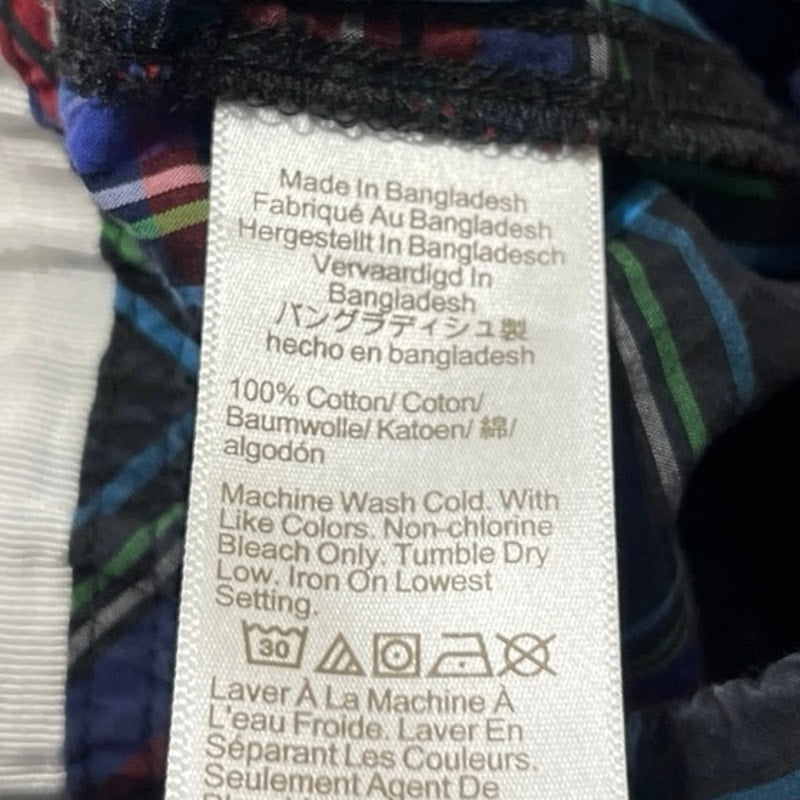 Made In Bangladesh
Fabriqué Au Bangladesh
Hergestellt In Bangladesch
Vervaardigd In
Bangladesh
バングラディシュ製
hecho en bangladesh
100% Cotton/ Coton/
Baumwolle/ Katoen/ 綿/
algodón
Machine Wash Cold. With
Like Colors. Non-chlorine
Bleach Only. Tumble Dry
Low. Iron On Lowest
Setting.
30
Laver À La Machine À
L'eau Froide. Laver En
Séparant Les Couleurs.
Seulement Agent De